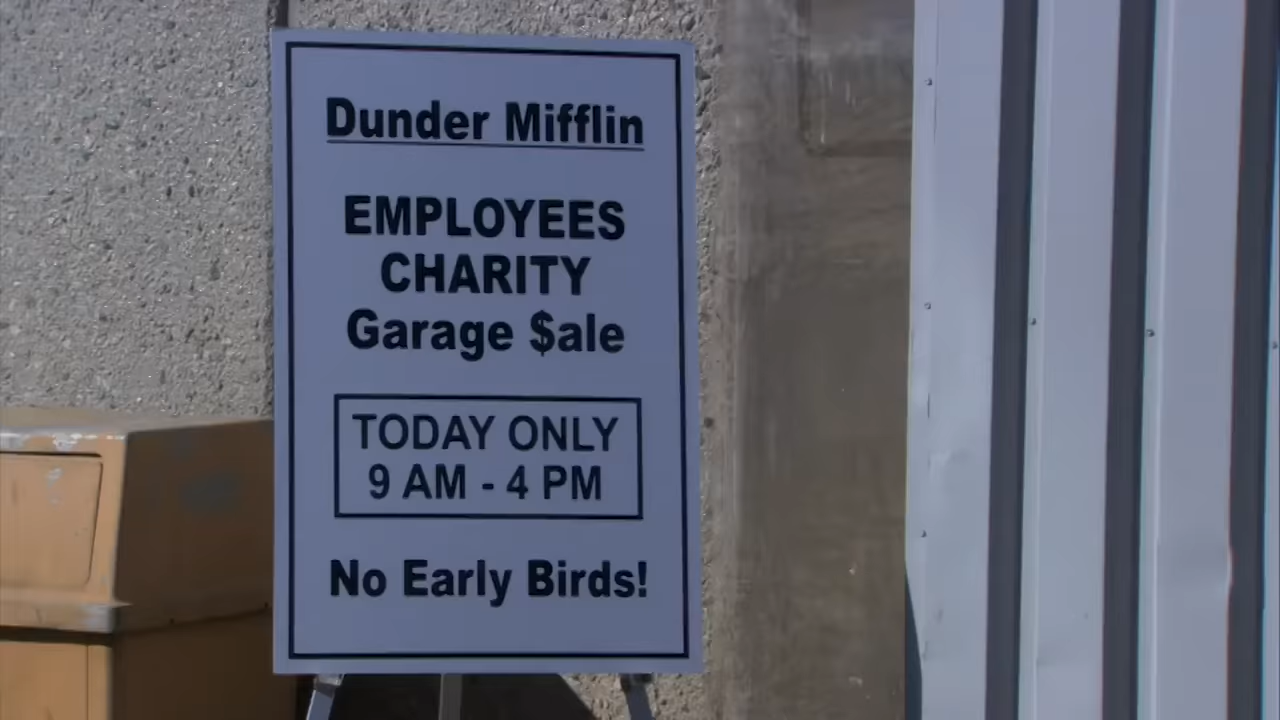 Dunder Mifflin
EMPLOYEES
CHARITY
Garage $ale
TODAY ONLY
9 AM - 4 PM
No Early Birds!